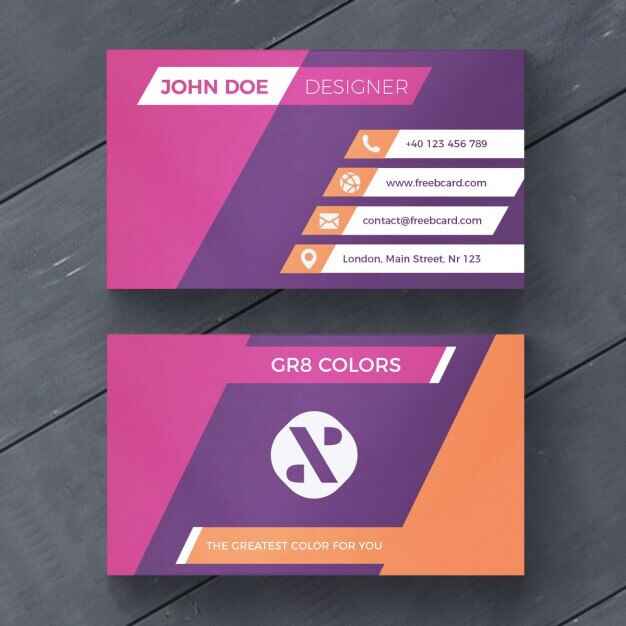 JOHN DOE DESIGNER
+40 123 456 789
www.freebcard.com
contact@freebcard.com
London, Main Street, Nr 123
GR8 COLORS
THE GREATEST COLOR FOR YOU